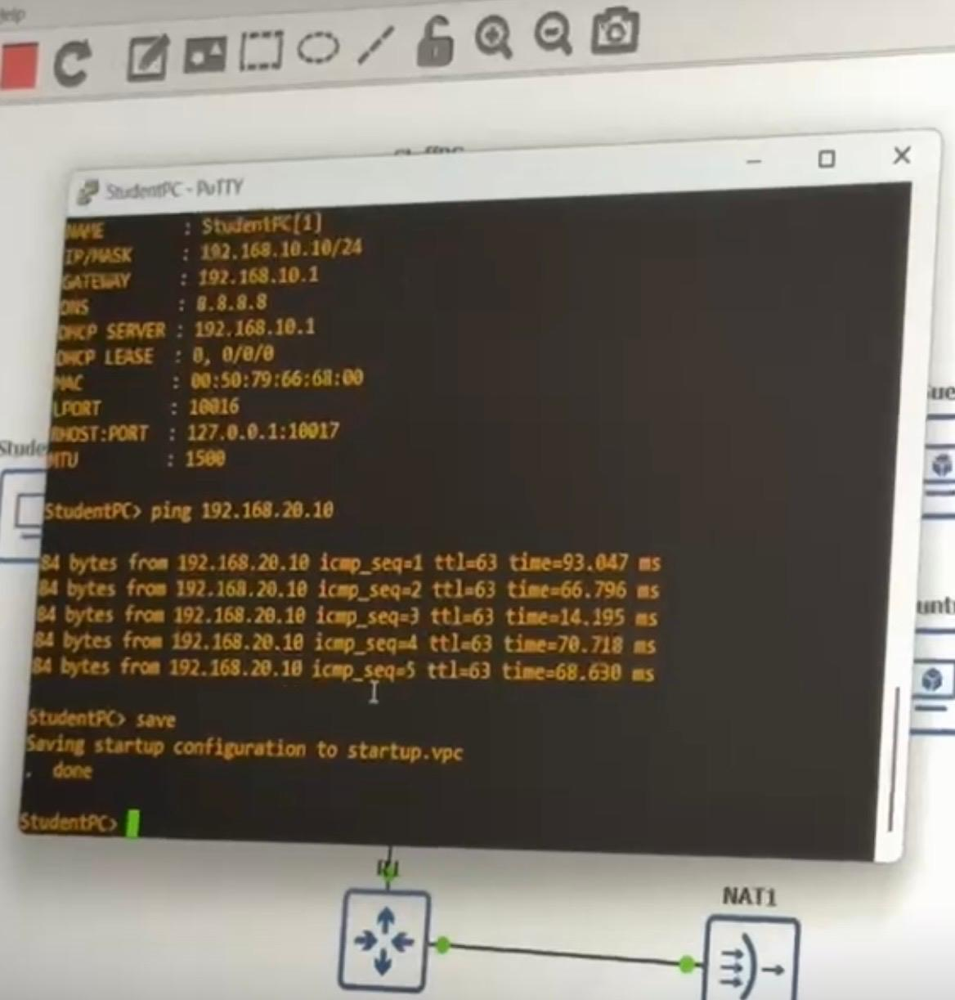 StudentPC - PuTTY
NAME : StudentPC[1]
IP/MASK : 192.168.10.10/24
GATEWAY : 192.168.10.1
DNS : 8.8.8.8
DHCP SERVER : 192.168.10.1
DHCP LEASE : 0, 0/0/0
MAC : 00:50:79:66:68:00
LPORT : 10016
RHOST:PORT : 127.0.0.1:10017
MTU : 1500
StudentPC> ping 192.168.20.10
84 bytes from 192.168.20.10 icmp_seq=1 ttl=63 time=93.047 ms
84 bytes from 192.168.20.10 icmp_seq=2 ttl=63 time=66.796 ms
84 bytes from 192.168.20.10 icmp_seq=3 ttl=63 time=14.195 ms
84 bytes from 192.168.20.10 icmp_seq=4 ttl=63 time=70.718 ms
84 bytes from 192.168.20.10 icmp_seq=5 ttl=63 time=68.630 ms
StudentPC> save
Saving startup configuration to startup.vpc
. done
StudentPC>
R1
NAT1